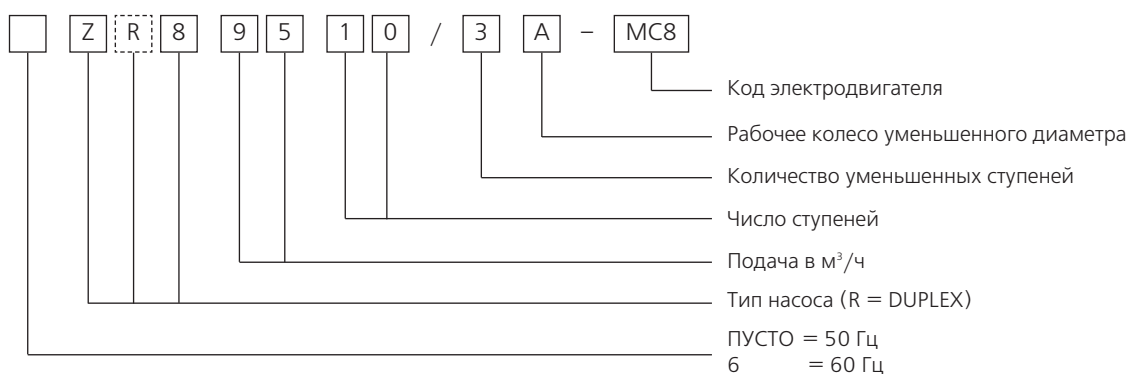 Z R 8 9 5 1 0 / 3 A – MC8
Код электродвигателя
Рабочее колесо уменьшенного диаметра
Количество уменьшенных ступеней
Число ступеней
Подача в м³/ч
Тип насоса (R = DUPLEX)
ПУСТО = 50 Гц
6 = 60 Гц